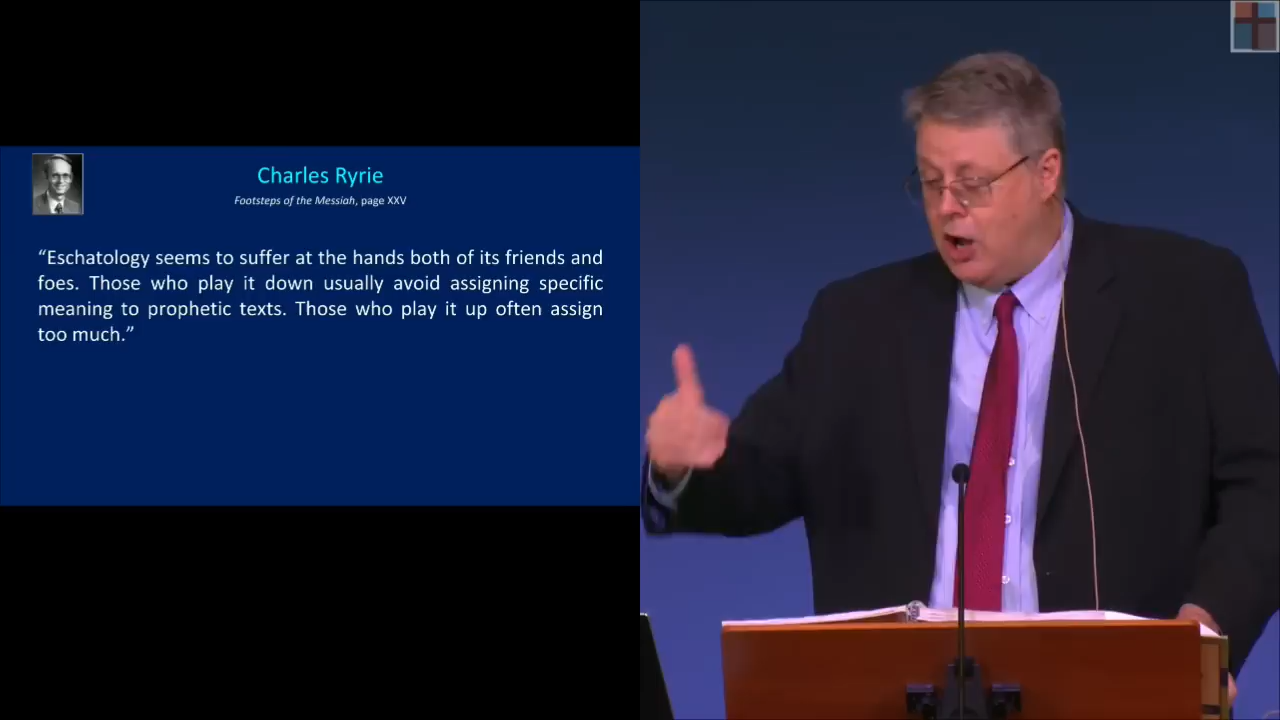 Charles Ryrie
Footsteps of the Messiah, page XXV
“Eschatology seems to suffer at the hands both of its friends and
foes. Those who play it down usually avoid assigning specific
meaning to prophetic texts. Those who play it up often assign
too much.”